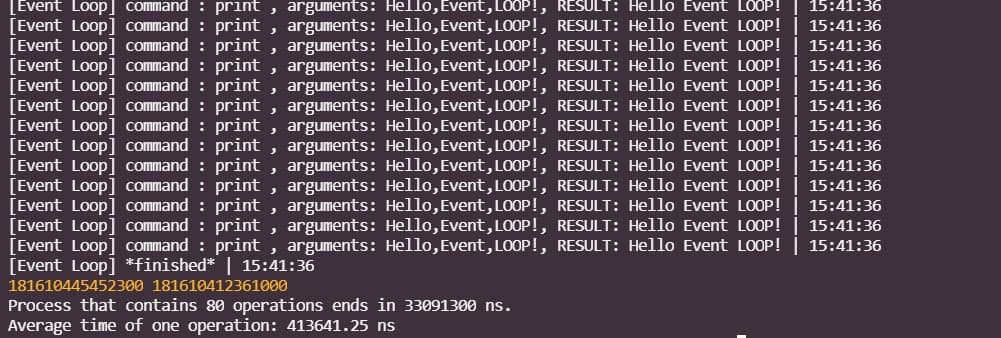 [Event Loop] command : print , arguments: Hello,Event,LOOP!, RESULT: Hello Event LOOP! | 15:41:36
[Event Loop] command : print , arguments: Hello,Event,LOOP!, RESULT: Hello Event LOOP! | 15:41:36
[Event Loop] command : print , arguments: Hello,Event,LOOP!, RESULT: Hello Event LOOP! | 15:41:36
[Event Loop] command : print , arguments: Hello,Event,LOOP!, RESULT: Hello Event LOOP! | 15:41:36
[Event Loop] command : print , arguments: Hello,Event,LOOP!, RESULT: Hello Event LOOP! | 15:41:36
[Event Loop] command : print , arguments: Hello,Event,LOOP!, RESULT: Hello Event LOOP! | 15:41:36
[Event Loop] command : print , arguments: Hello,Event,LOOP!, RESULT: Hello Event LOOP! | 15:41:36
[Event Loop] command : print , arguments: Hello,Event,LOOP!, RESULT: Hello Event LOOP! | 15:41:36
[Event Loop] command : print , arguments: Hello,Event,LOOP!, RESULT: Hello Event LOOP! | 15:41:36
[Event Loop] command : print , arguments: Hello,Event,LOOP!, RESULT: Hello Event LOOP! | 15:41:36
[Event Loop] command : print , arguments: Hello,Event,LOOP!, RESULT: Hello Event LOOP! | 15:41:36
[Event Loop] command : print , arguments: Hello,Event,LOOP!, RESULT: Hello Event LOOP! | 15:41:36
[Event Loop] command : print , arguments: Hello,Event,LOOP!, RESULT: Hello Event LOOP! | 15:41:36
[Event Loop] *finished* | 15:41:36
181610445452300 181610412361000
Process that contains 80 operations ends in 33091300 ns.
Average time of one operation: 413641.25 ns